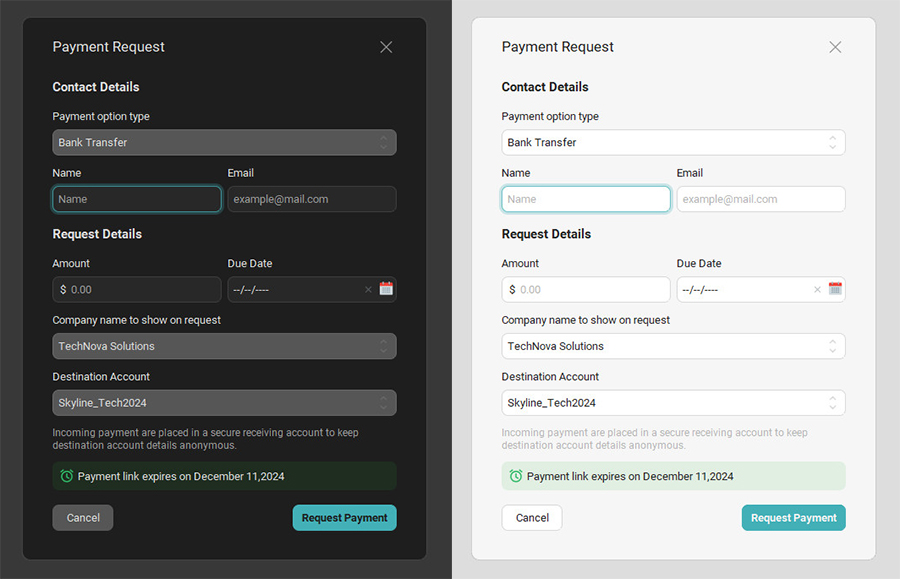 Payment Request
Contact Details
Payment option type
Bank Transfer
Name Email
Name example@mail.com
Request Details
Amount Due Date
$ 0.00 --/--/----
Company name to show on request
TechNova Solutions
Destination Account
Skyline_Tech2024
Incoming payment are placed in a secure receiving account to keep
destination account details anonymous.
Payment link expires on December 11,2024
Cancel Request Payment
Payment Request
Contact Details
Payment option type
Bank Transfer
Name Email
Name example@mail.com
Request Details
Amount Due Date
$ 0.00 --/--/----
Company name to show on request
TechNova Solutions
Destination Account
Skyline_Tech2024
Incoming payment are placed in a secure receiving account to keep
destination account details anonymous.
Payment link expires on December 11,2024
Cancel Request Payment